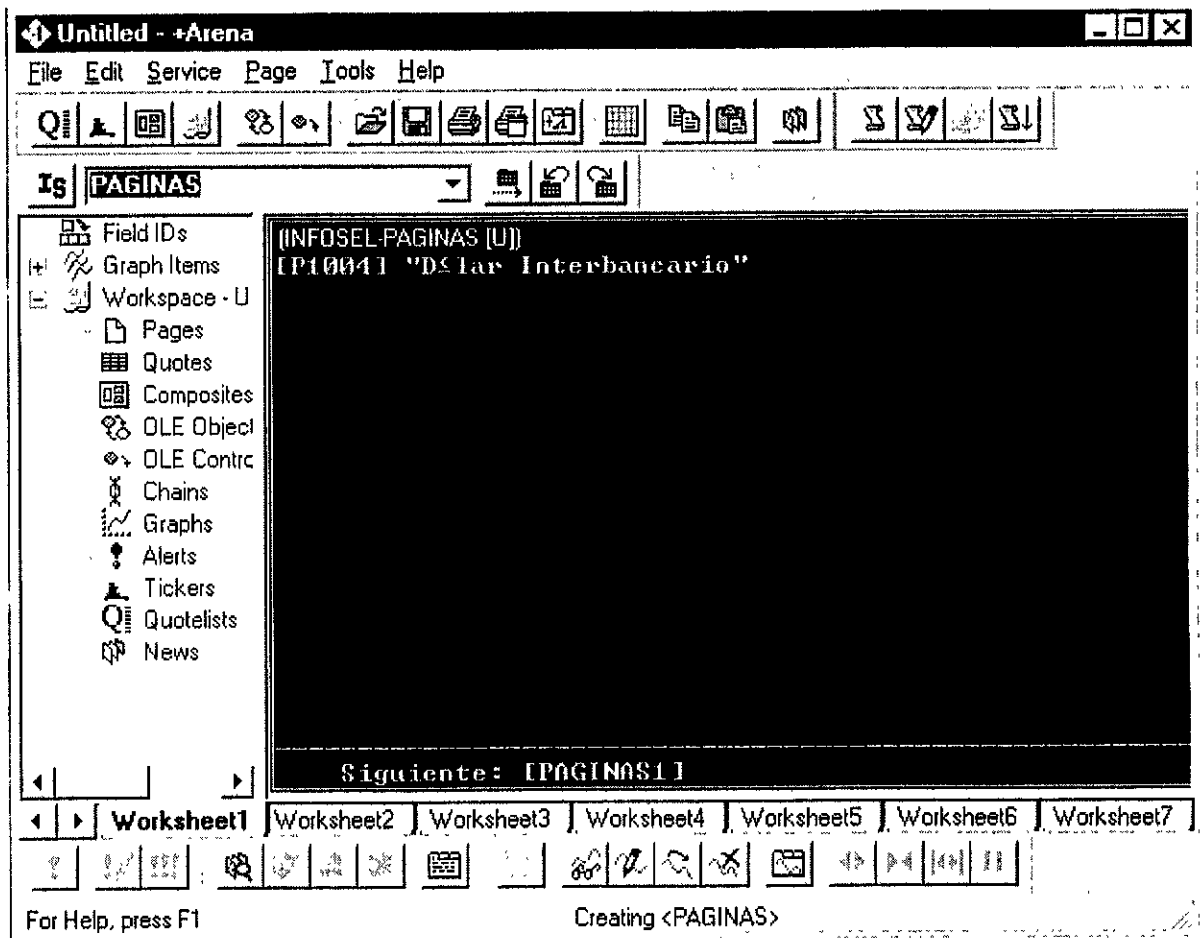 Untitled - +Arena
File Edit Service Page Tools Help
IS PAGINAS
Field IDs
Graph Items
Workspace - U
Pages
Quotes
Composites
OLE Object
OLE Contrc
Chains
Graphs
Alerts
Tickers
Quotelists
News
(INFOSEL-PAGINAS [U])
[P1004] "D≤lar Interbancario"
Siguiente: [PAGINAS1]
Worksheet1 Worksheet2 Worksheet3 Worksheet4 Worksheet5 Worksheet6 Worksheet7
For Help, press F1 Creating <PAGINAS>